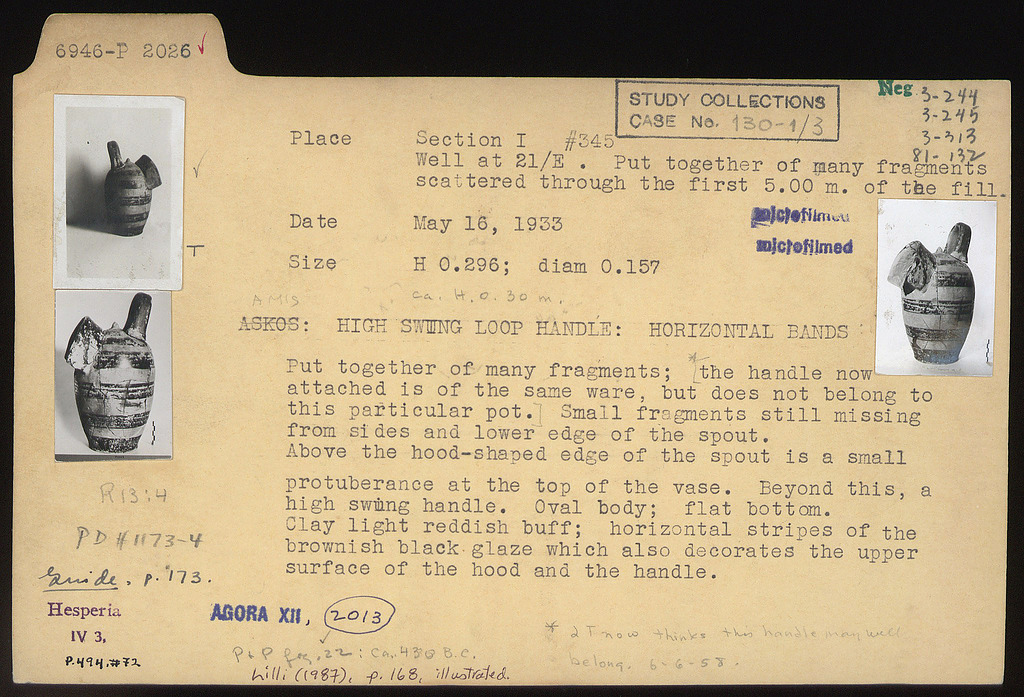 6946-P 2026 ✓
STUDY COLLECTIONS
CASE No. 130-1/3
Neg 3-244
3-245
3-313
81-132
Place Section I #345
Well at 21/E . Put together of many fragments
scattered through the first 5.00 m. of the fill.
Date May 16, 1933
microfilmed
microfilmed
T
Size H 0.296; diam 0.157
ca. H. 0.30 m.
AMIS
ASKOS: HIGH SWUNG LOOP HANDLE: HORIZONTAL BANDS
Put together of many fragments; *[the handle now
attached is of the same ware, but does not belong to
this particular pot.] Small fragments still missing
from sides and lower edge of the spout.
Above the hood-shaped edge of the spout is a small
protuberance at the top of the vase. Beyond this, a
high swung handle. Oval body; flat bottom.
Clay light reddish buff; horizontal stripes of the
brownish black glaze which also decorates the upper
surface of the hood and the handle.
R13:4
PD #1173-4
Guide, p. 173.
Hesperia
IV 3,
P.494,#72
AGORA XII, 2013
P+P fig, 22: Ca. 430 B.C.
Lilli (1987), p. 168, illustrated.
* now thinks this handle may well
belong. 6-6-58.